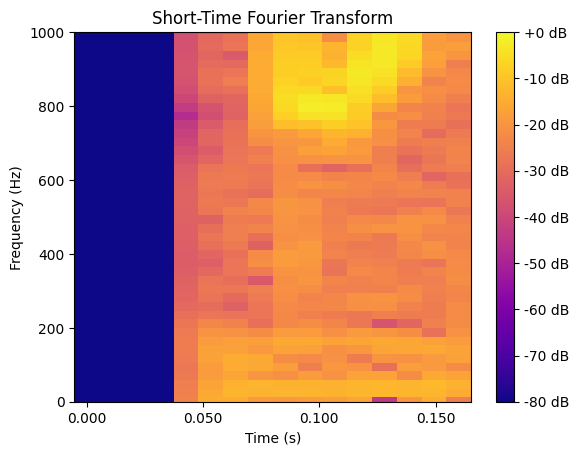 Short-Time Fourier Transform
1000
800
600
400
200
0
Frequency (Hz)
0.000
0.050
0.100
0.150
Time (s)
+0 dB
-10 dB
-20 dB
-30 dB
-40 dB
-50 dB
-60 dB
-70 dB
-80 dB